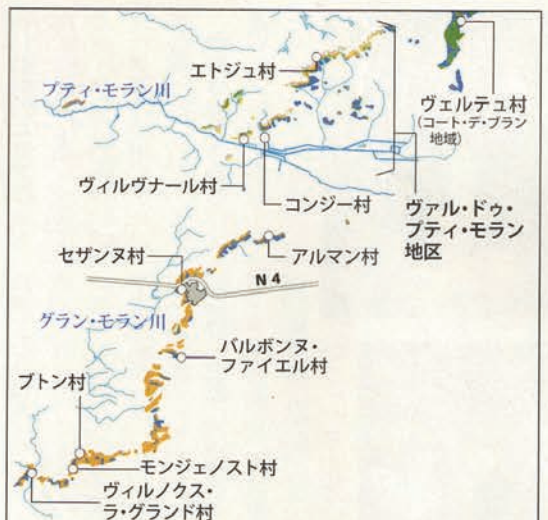 エトジュ村
プティ・モラン川
ヴェルテュ村
(コート・デ・ブラン
地域)
ヴィルヴナール村
コンジー村
ヴァル・ドゥ・
プティ・モラン
地区
セザンヌ村
アルマン村
N 4
グラン・モラン川
バルボンヌ・
ファイエル村
ブトン村
モンジェノスト村
ヴィルノクス・
ラ・グランド村